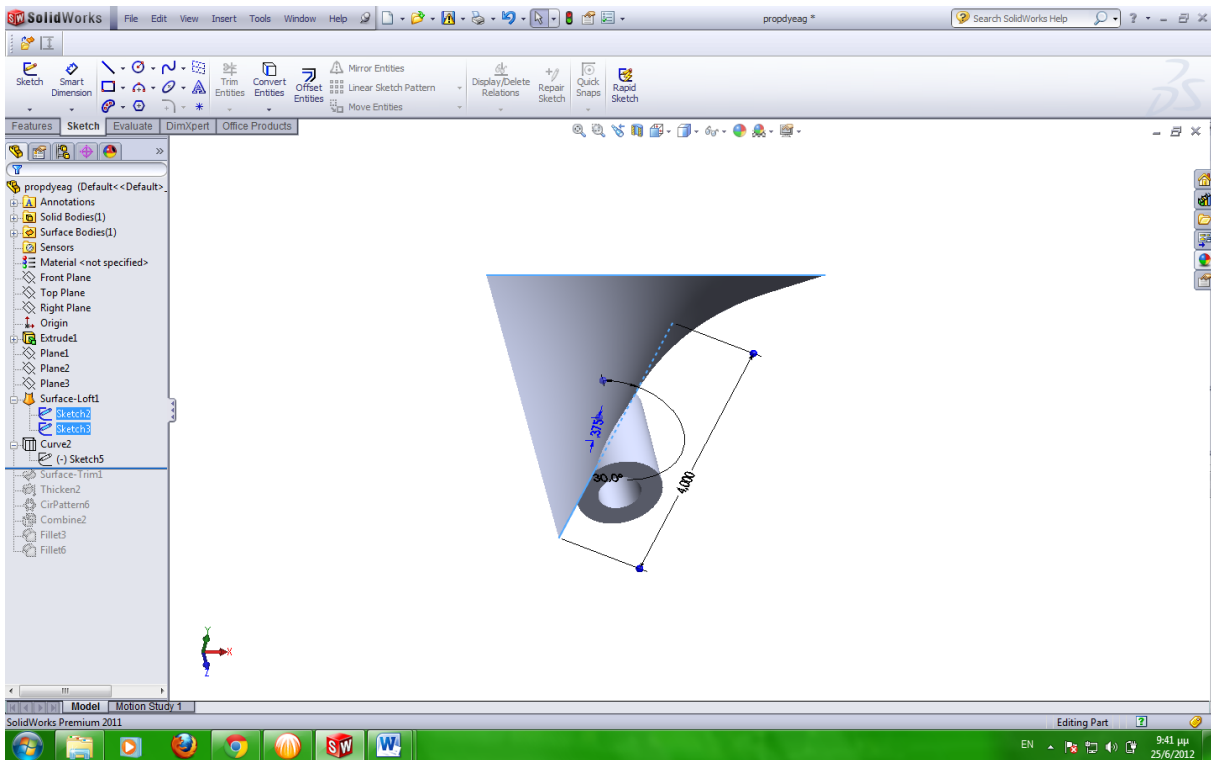 SolidWorks File Edit View Insert Tools Window Help propdyeag * Search SolidWorks Help ?
Sketch Smart Dimension Trim Entities Convert Entities Offset Entities Mirror Entities Linear Sketch Pattern Move Entities Display/Delete Relations Repair Sketch Quick Snaps Rapid Sketch
Features Sketch Evaluate DimXpert Office Products
propdyeag (Default<<Default>_
Annotations
Solid Bodies(1)
Surface Bodies(1)
Sensors
Material <not specified>
Front Plane
Top Plane
Right Plane
Origin
Extrude1
Plane1
Plane2
Plane3
Surface-Loft1
Sketch2
Sketch3
Curve2
(-) Sketch5
Surface-Trim1
Thicken2
CirPattern6
Combine2
Fillet3
Fillet6
.375
30.0°
4.000
Y
X
Z
Model Motion Study 1
SolidWorks Premium 2011 Editing Part ?
SW W EN 9:41 μμ
25/6/2012